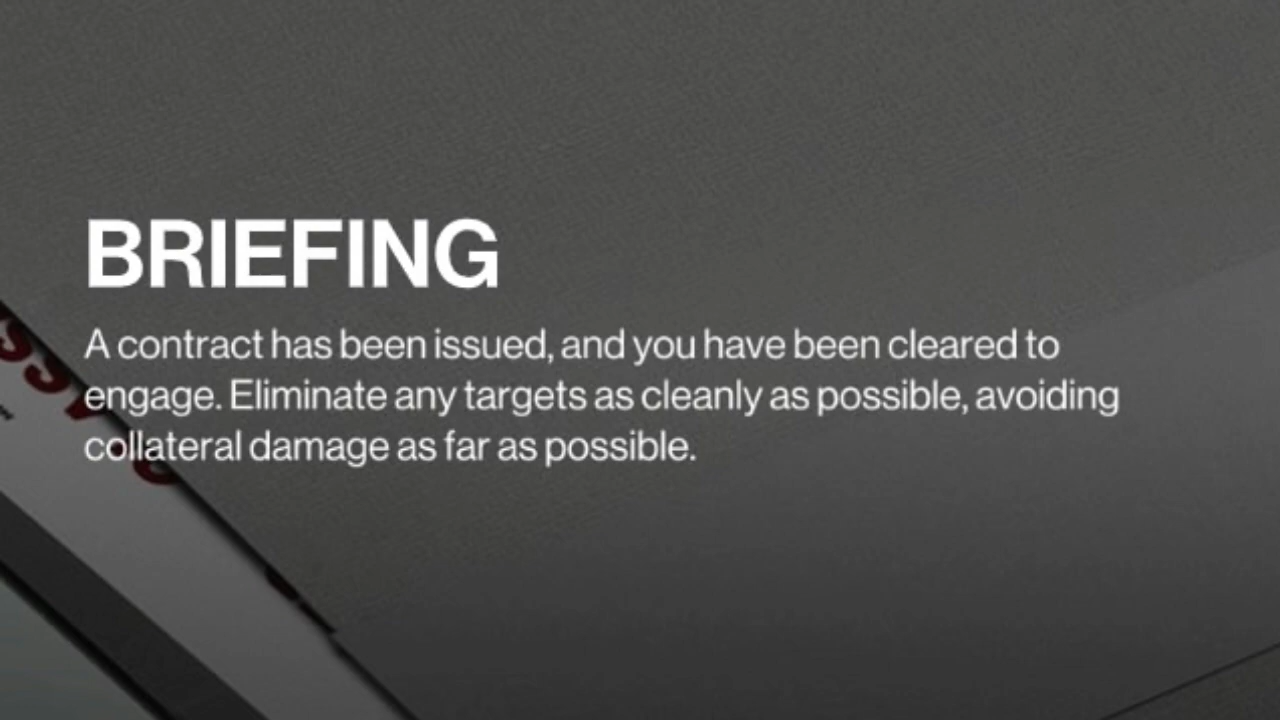 BRIEFING
A contract has been issued, and you have been cleared to
engage. Eliminate any targets as cleanly as possible, avoiding
collateral damage as far as possible.